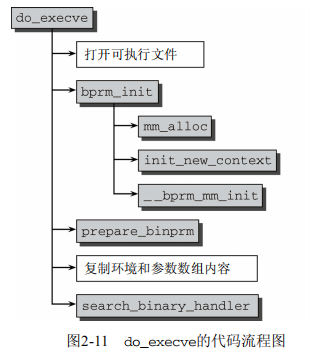 do_execve
打开可执行文件
bprm_init
mm_alloc
init_new_context
__bprm_mm_init
prepare_binprm
复制环境和参数数组内容
search_binary_handler
图2-11 do_execve的代码流程图